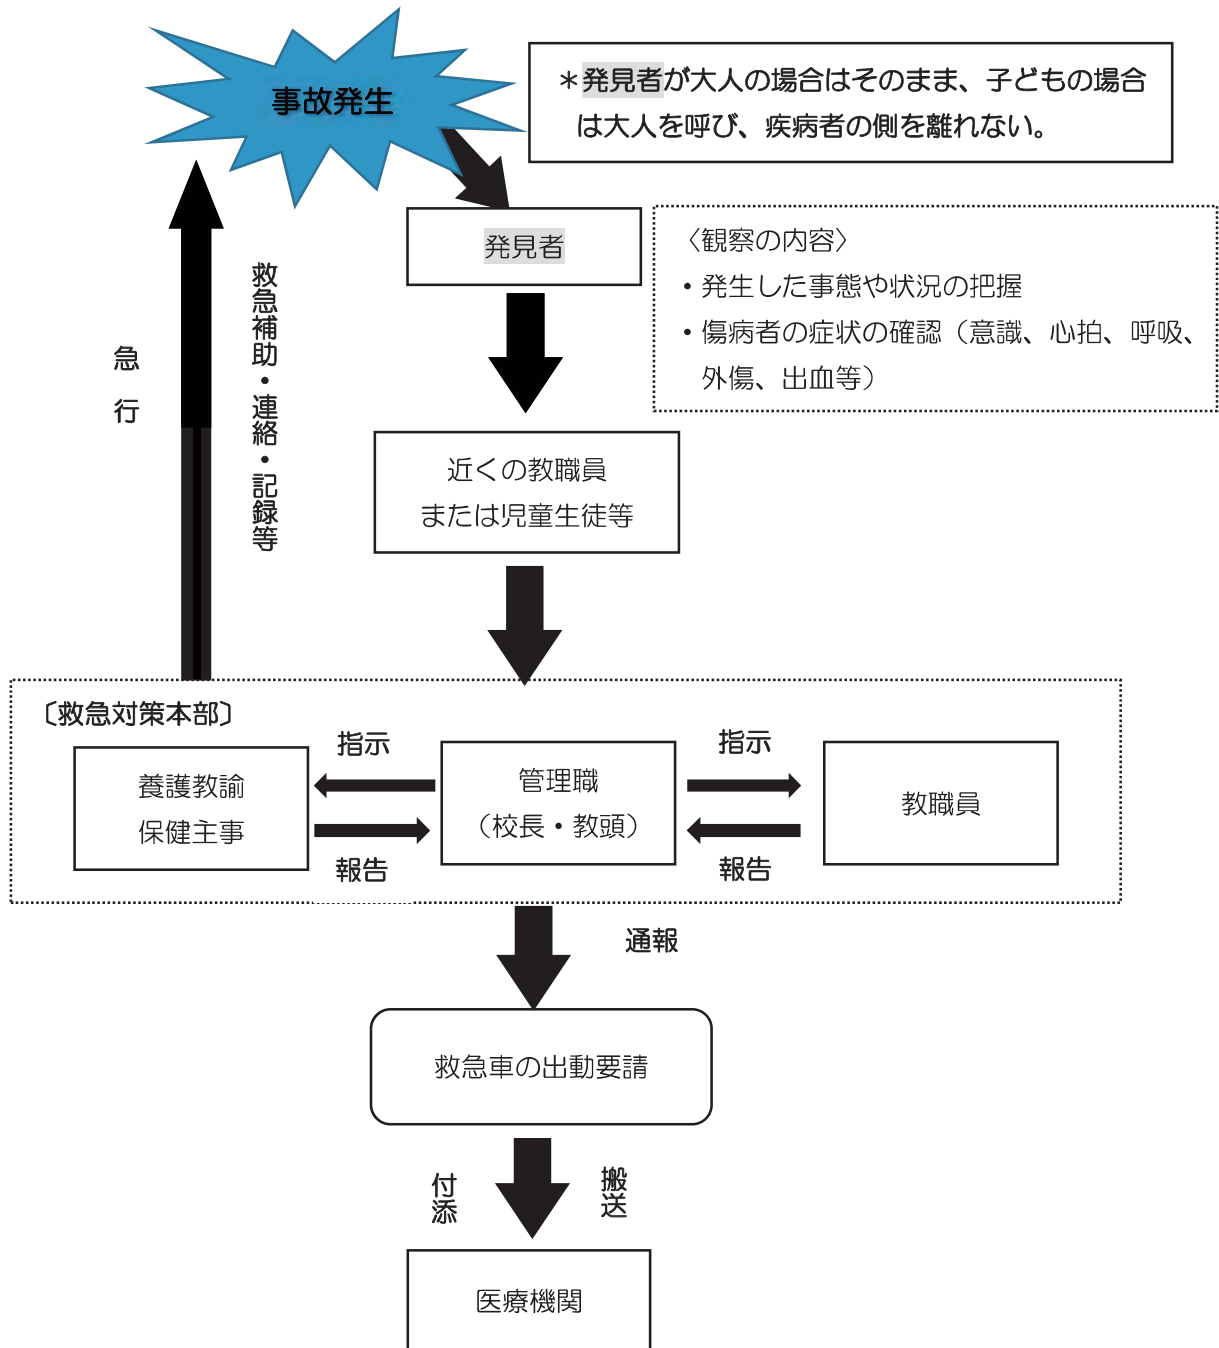 事故発生
＊発見者が大人の場合はそのまま、子どもの場合
は大人を呼び、疾病者の側を離れない。
発見者
〈観察の内容〉
・発生した事態や状況の把握
・傷病者の症状の確認（意識、心拍、呼吸、
外傷、出血等）
急行
救急補助・連絡・記録等
近くの教職員
または児童生徒等
〔救急対策本部〕
養護教諭
保健主事
指示
報告
管理職
（校長・教頭）
指示
報告
教職員
通報
救急車の出動要請
付添
搬送
医療機関